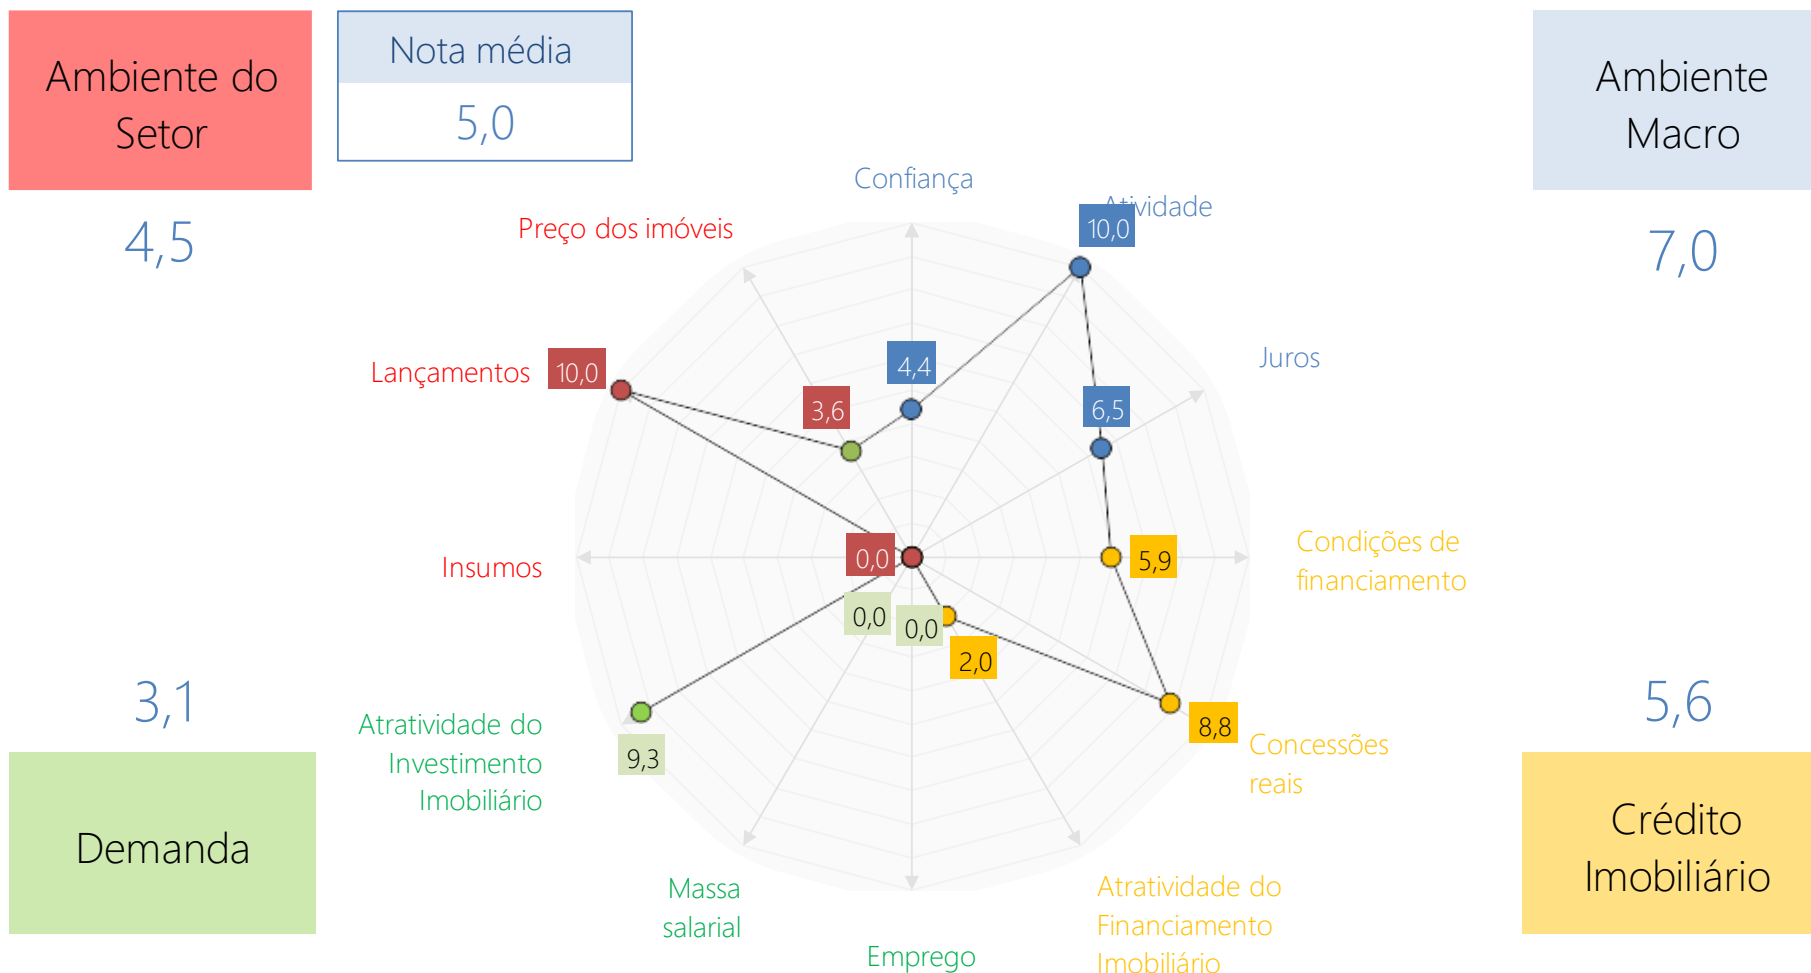 Ambiente do
Setor
4,5
Nota média
5,0
Ambiente
Macro
7,0
Confiança
Atividade
10,0
Preço dos imóveis
Juros
4,4
6,5
Lançamentos
10,0
3,6
Insumos
0,0
5,9
Condições de
financiamento
0,0
0,0
2,0
8,8
Concessões
reais
3,1
Demanda
Atratividade do
Investimento
Imobiliário
9,3
5,6
Crédito
Imobiliário
Massa
salarial
Emprego
Atratividade do
Financiamento
Imobiliário